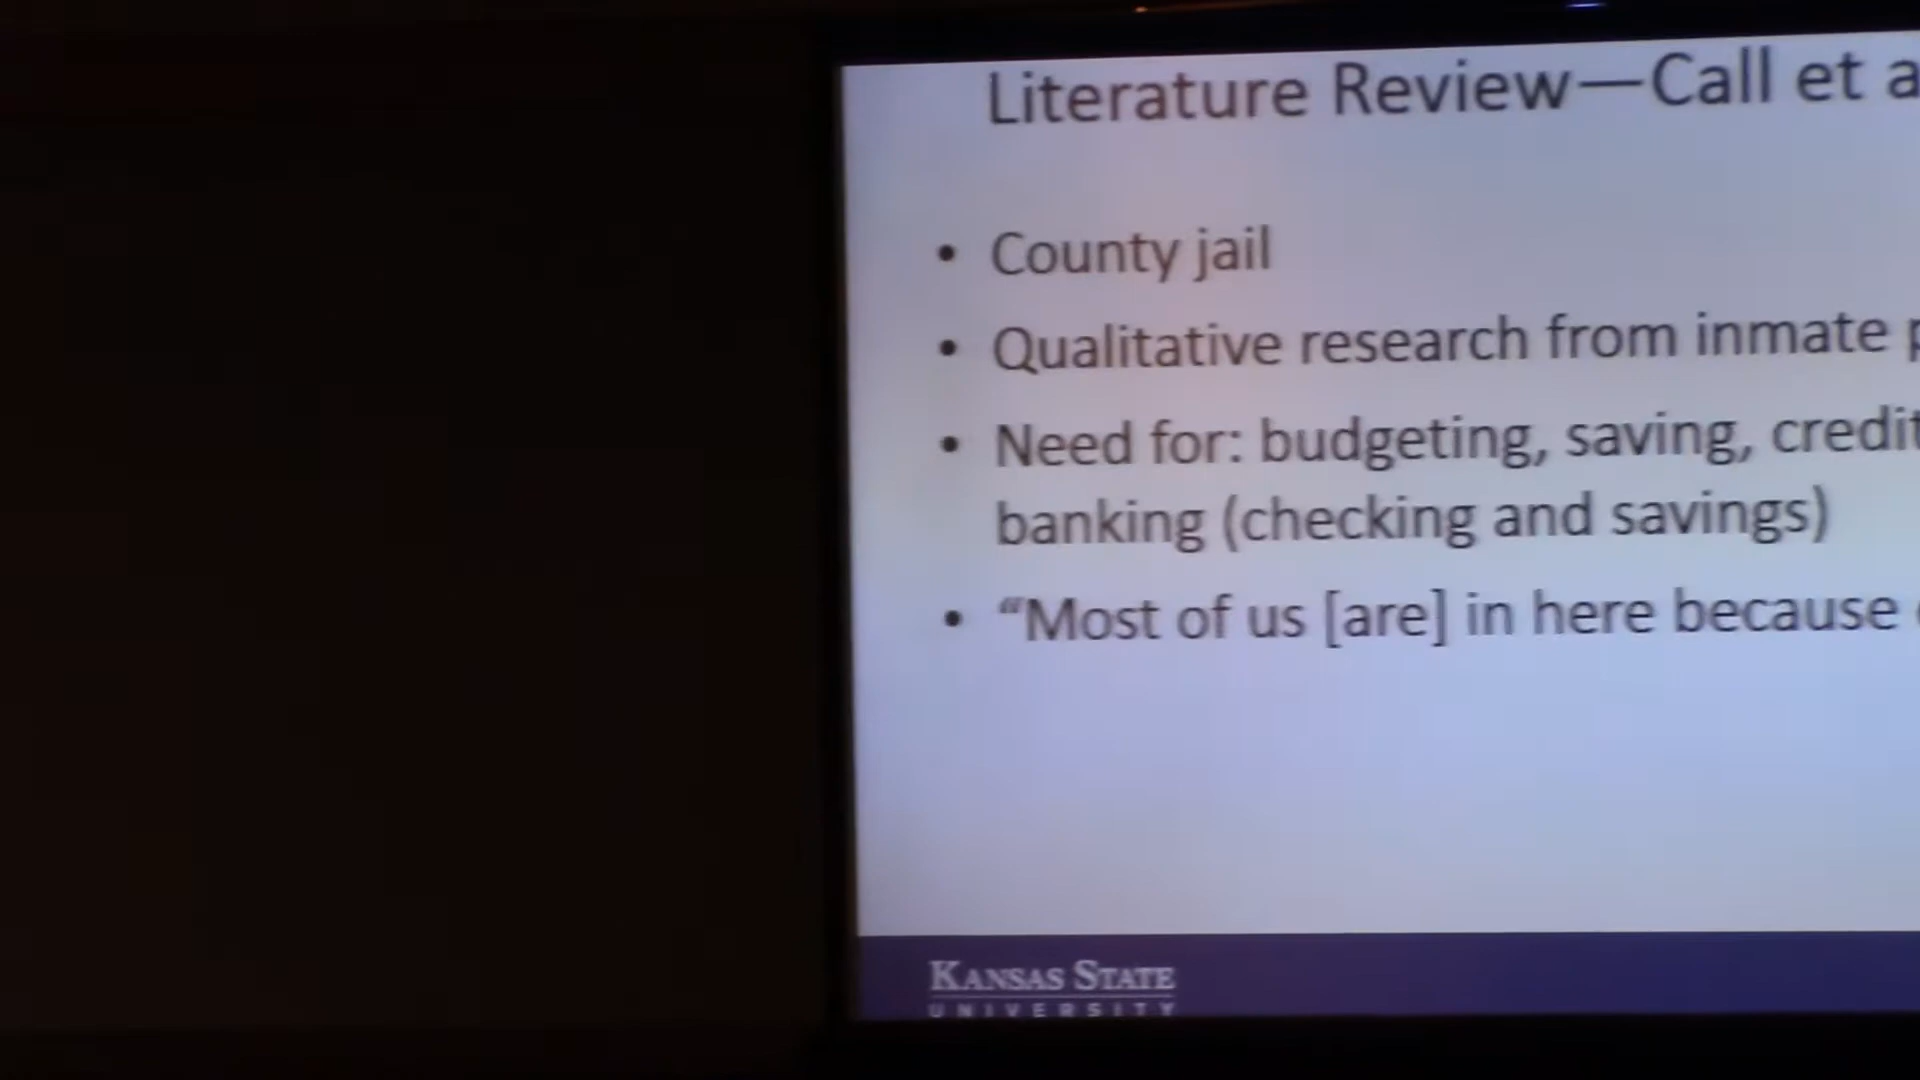 Literature Review—Call et a
• County jail
• Qualitative research from inmate
• Need for: budgeting, saving, credit
banking (checking and savings)
• “Most of us [are] in here because
KANSAS STATE
UNIVERSITY